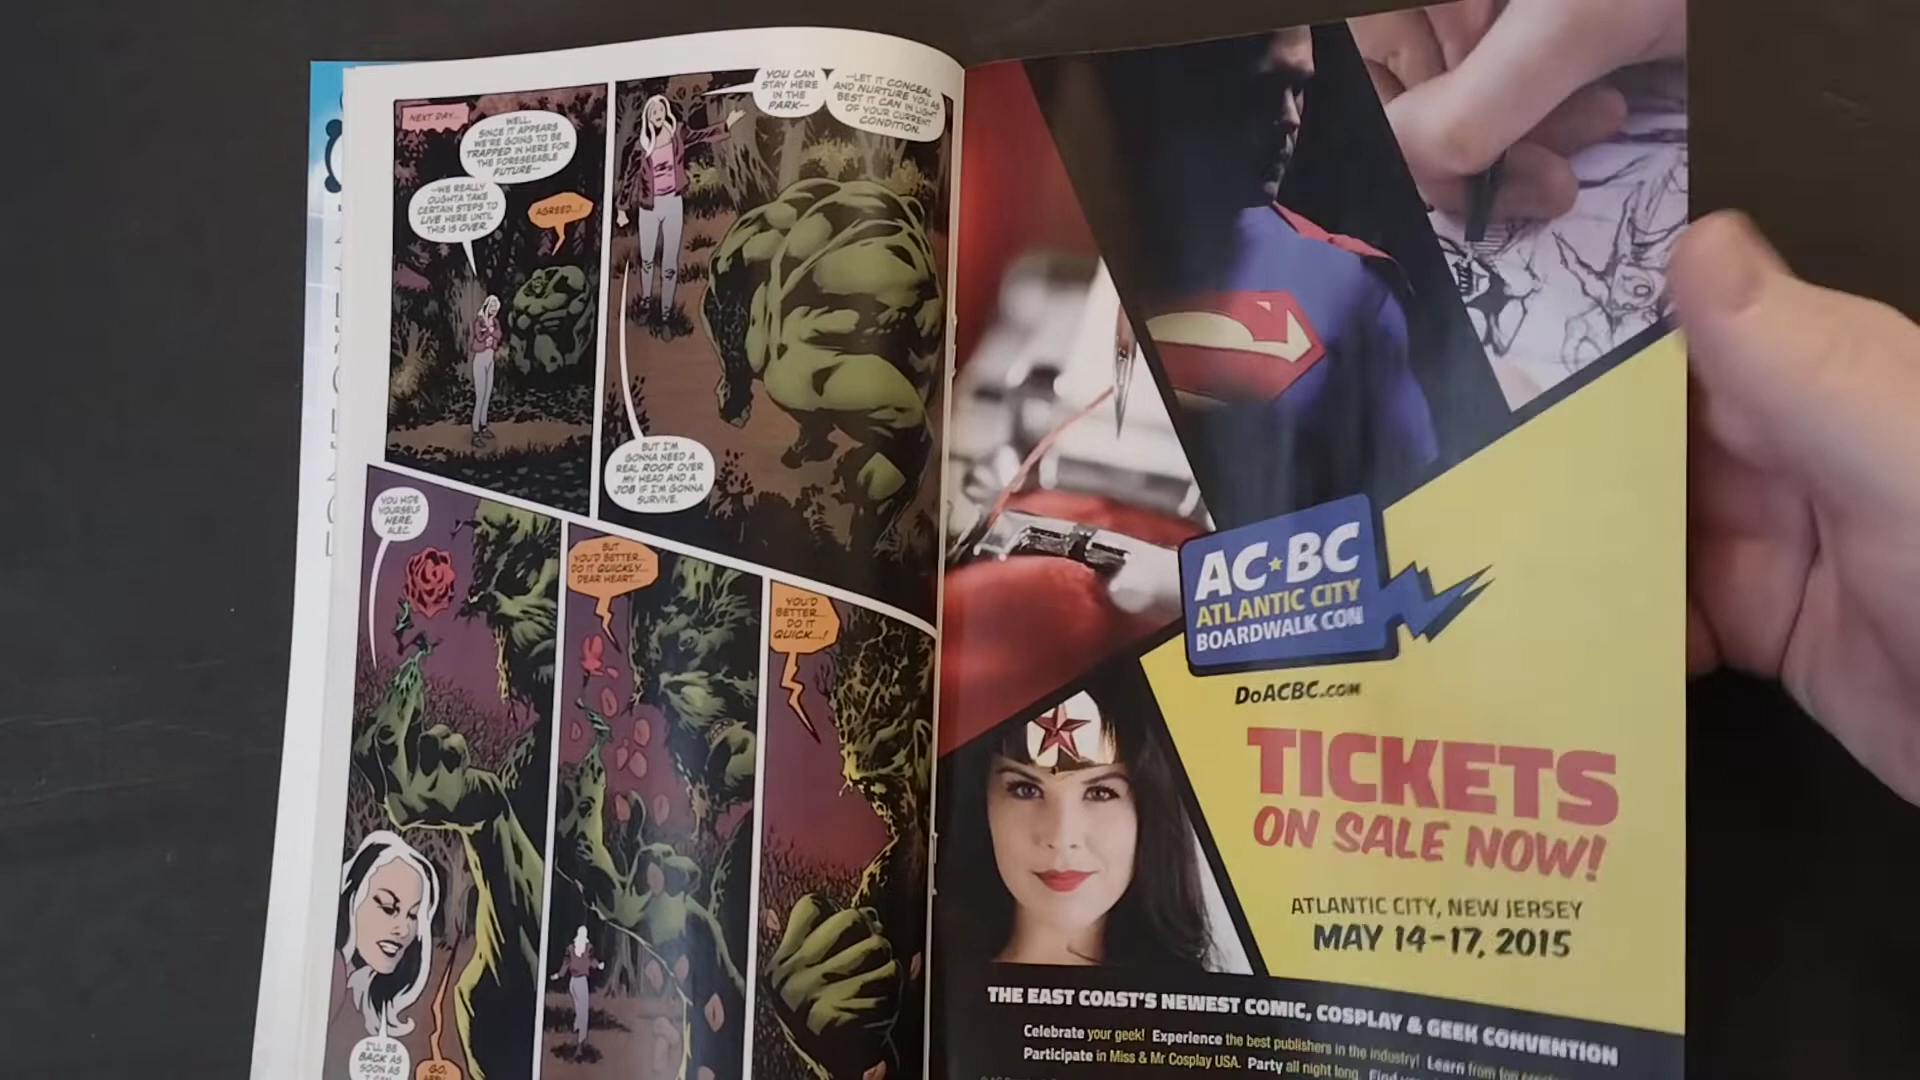 NEXT DAY...
WELL,
SINCE IT APPEARS
WE'RE GOING TO BE
TRAPPED IN HERE FOR
THE FORESEEABLE
FUTURE—
—WE REALLY
OUGHTA TAKE
CERTAIN STEPS TO
LIVE HERE UNTIL
THIS IS OVER.
AGREED...!
YOU CAN
STAY HERE
IN THE
PARK—
—LET IT CONCEAL
AND NURTURE YOU AS
BEST IT CAN IN LIGHT
OF YOUR CURRENT
CONDITION.
BUT I'M
GONNA NEED A
REAL ROOF OVER
MY HEAD AND A
JOB IF I'M GONNA
SURVIVE.
YOU HIDE
YOURSELF
HERE,
ALEC.
BUT
YOU'D BETTER...
DO IT QUICKLY...
DEAR HEART...
YOU'D
BETTER...
DO IT
QUICK...!
I'LL BE
BACK AS
SOON AS
I CAN
GO,
AC★BC
ATLANTIC CITY
BOARDWALK CON
DoACBC.COM
TICKETS
ON SALE NOW!
ATLANTIC CITY, NEW JERSEY
MAY 14-17, 2015
THE EAST COAST'S NEWEST COMIC, COSPLAY & GEEK CONVENTION
Celebrate your geek! Experience the best publishers in the industry! Learn from top
Participate in Miss & Mr Cosplay USA. Party all night long. Find